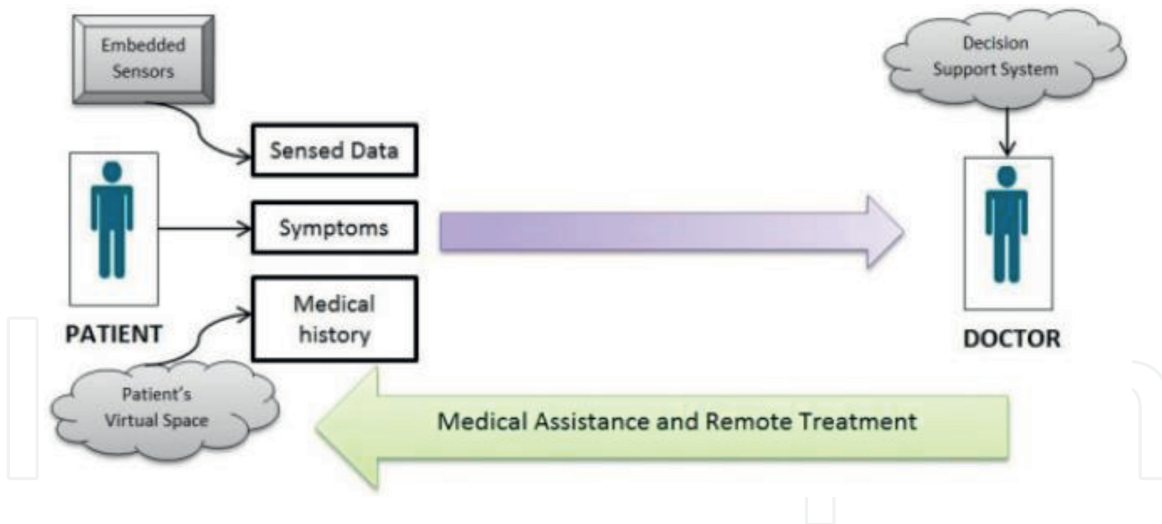 Embedded
Sensors
Decision
Support System
Sensed Data
Symptoms
Medical
history
PATIENT
DOCTOR
Patient's
Virtual Space
Medical Assistance and Remote Treatment